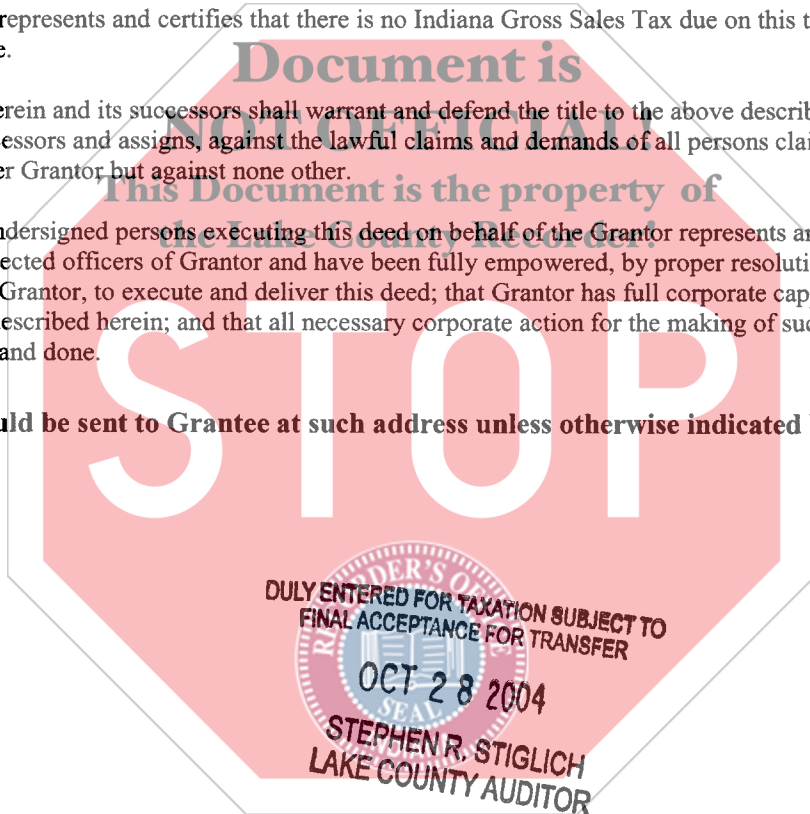 represents and certifies that there is no Indiana Gross Sales Tax due on this t
e.
Document is
erein and its successors shall warrant and defend the title to the above describ
NOT OFFICIAL
essors and assigns, against the lawful claims and demands of all persons clai
er Grantor but against none other.
This Document is the property of
ndersigned persons executing this deed on behalf of the Grantor represents an
the Lake County Recorder!
ected officers of Grantor and have been fully empowered, by proper resoluti
Grantor, to execute and deliver this deed; that Grantor has full corporate cap
escribed herein; and that all necessary corporate action for the making of suc
and done.
uld be sent to Grantee at such address unless otherwise indicated
STOP
RECORDER'S OFFICE
DULY ENTERED FOR TAXATION SUBJECT TO
FINAL ACCEPTANCE FOR TRANSFER
OCT 28 2004
SEAL
STEPHEN R. STIGLICH
LAKE COUNTY AUDITOR